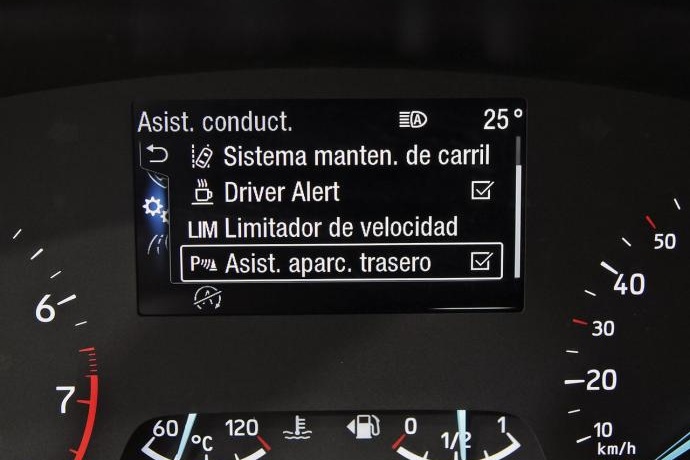 Asist. conduct. A 25°
Sistema manten. de carril
Driver Alert
LIM Limitador de velocidad
P Asist. aparc. trasero
A
6
7
50
40
30
20
10
km/h
60 °C 120
0 1/2 1